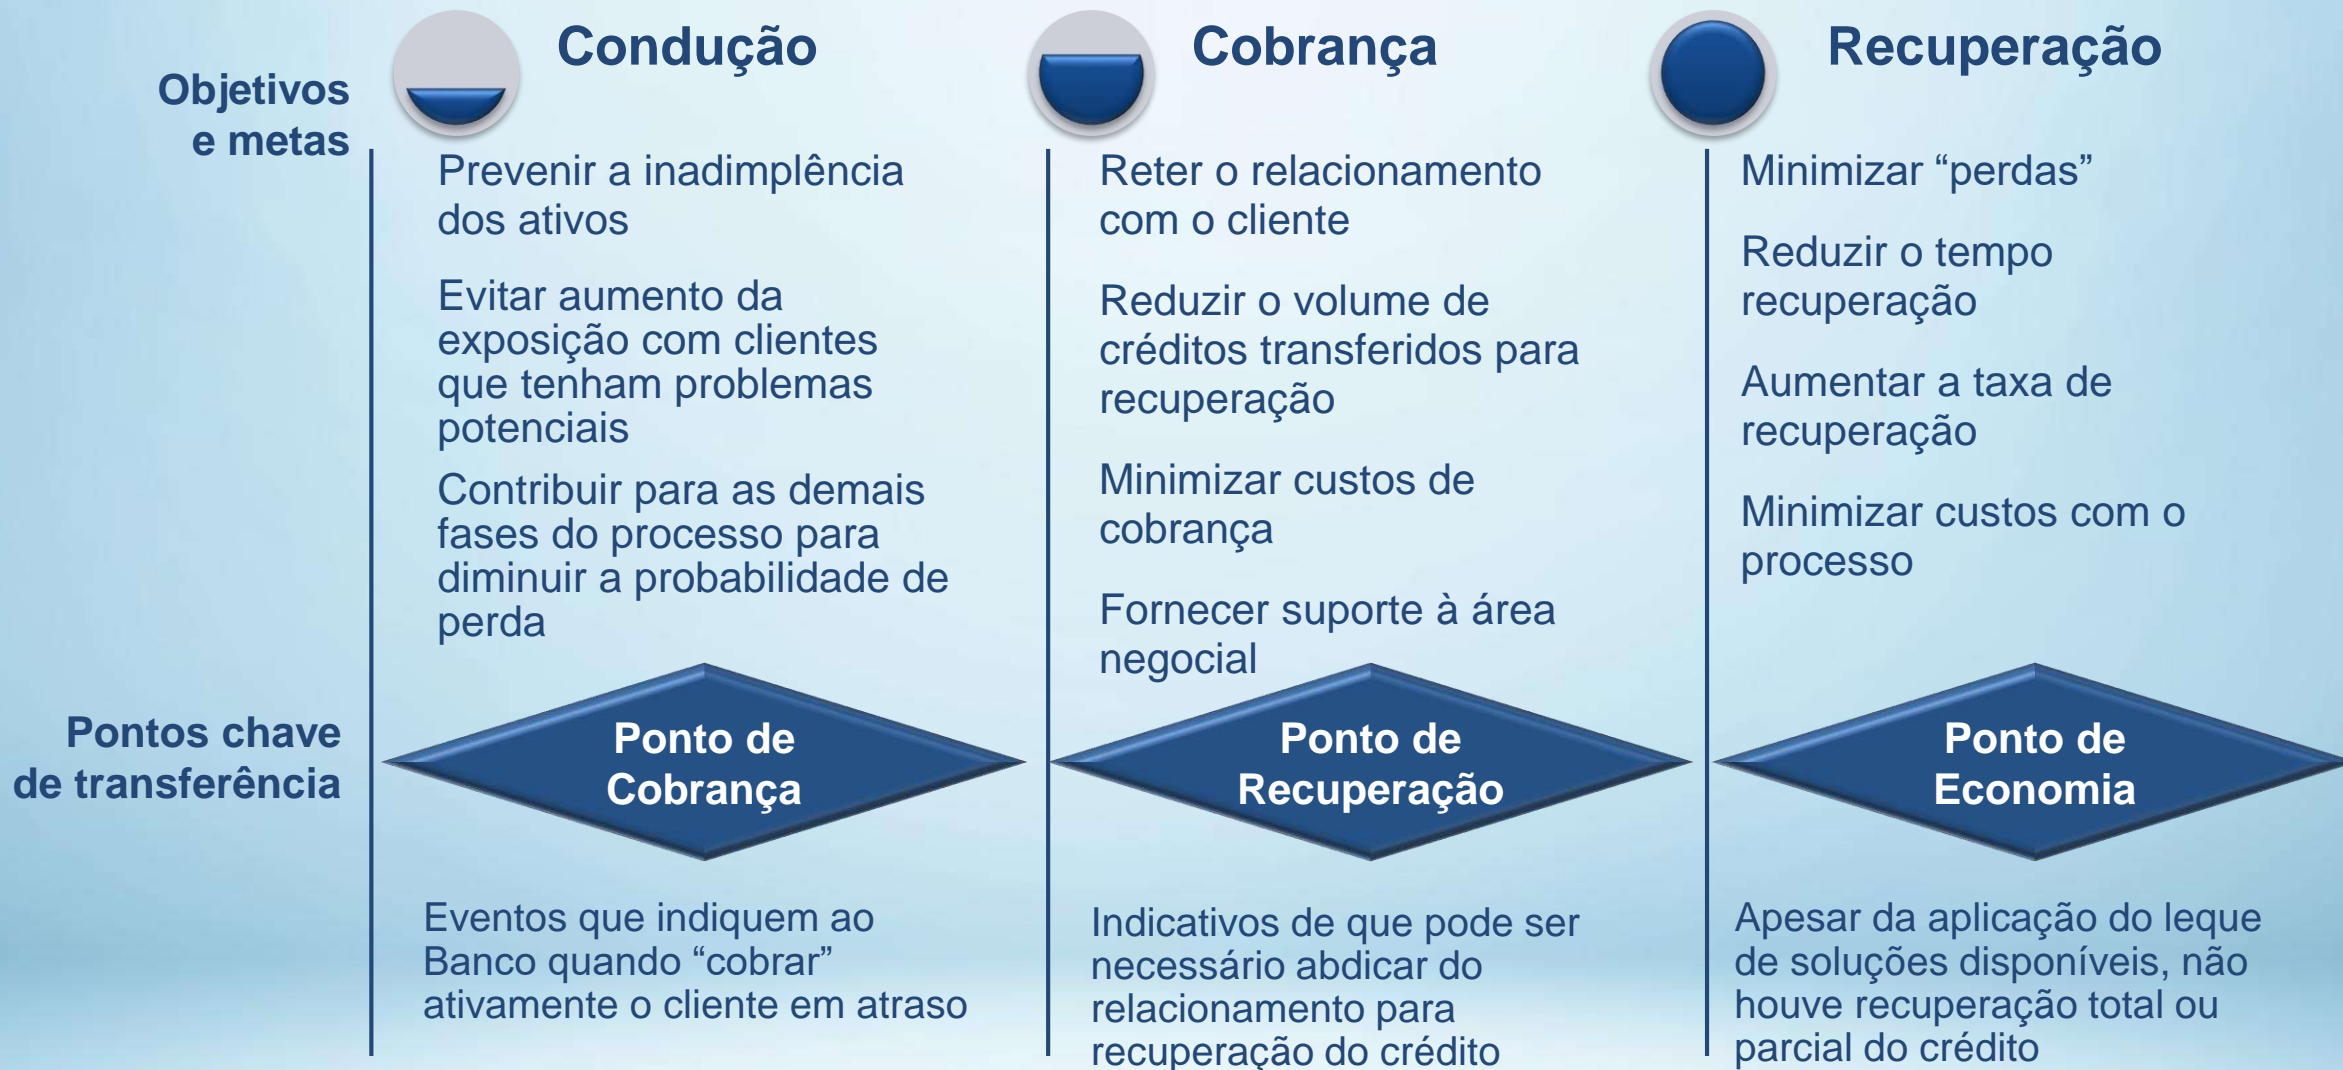 Condução
Cobrança
Recuperação
Objetivos
e metas
Prevenir a inadimplência
dos ativos
Evitar aumento da
exposição com clientes
que tenham problemas
potenciais
Contribuir para as demais
fases do processo para
diminuir a probabilidade de
perda
Reter o relacionamento
com o cliente
Reduzir o volume de
créditos transferidos para
recuperação
Minimizar custos de
cobrança
Fornecer suporte à área
negocial
Minimizar “perdas”
Reduzir o tempo
recuperação
Aumentar a taxa de
recuperação
Minimizar custos com o
processo
Pontos chave
de transferência
Ponto de
Cobrança
Ponto de
Recuperação
Ponto de
Economia
Eventos que indiquem ao
Banco quando “cobrar”
ativamente o cliente em atraso
Indicativos de que pode ser
necessário abdicar do
relacionamento para
recuperação do crédito
Apesar da aplicação do leque
de soluções disponíveis, não
houve recuperação total ou
parcial do crédito